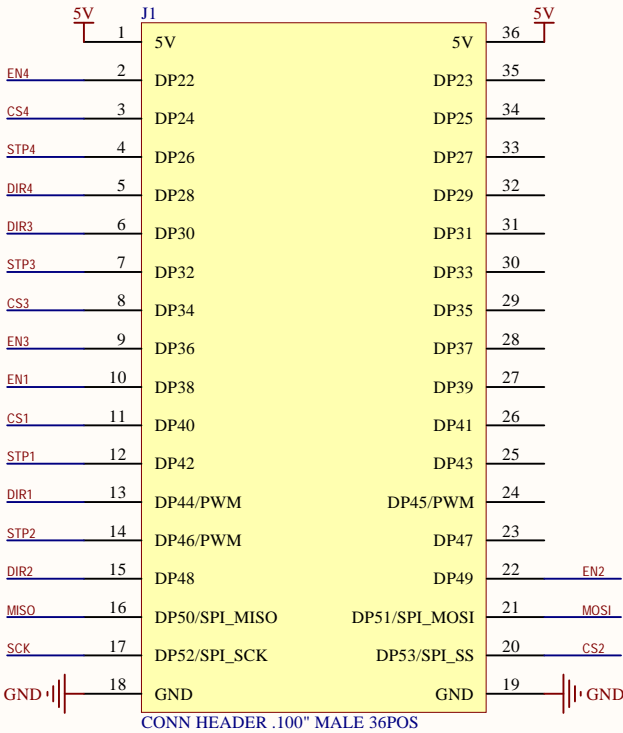 5V J1 5V
1 5V 5V 36
EN4 2 DP22 DP23 35
CS4 3 DP24 DP25 34
STP4 4 DP26 DP27 33
DIR4 5 DP28 DP29 32
DIR3 6 DP30 DP31 31
STP3 7 DP32 DP33 30
CS3 8 DP34 DP35 29
EN3 9 DP36 DP37 28
EN1 10 DP38 DP39 27
CS1 11 DP40 DP41 26
STP1 12 DP42 DP43 25
DIR1 13 DP44/PWM DP45/PWM 24
STP2 14 DP46/PWM DP47 23
DIR2 15 DP48 DP49 22 EN2
MISO 16 DP50/SPI_MISO DP51/SPI_MOSI 21 MOSI
SCK 17 DP52/SPI_SCK DP53/SPI_SS 20 CS2
GND 18 GND GND 19 GND
CONN HEADER .100" MALE 36POS